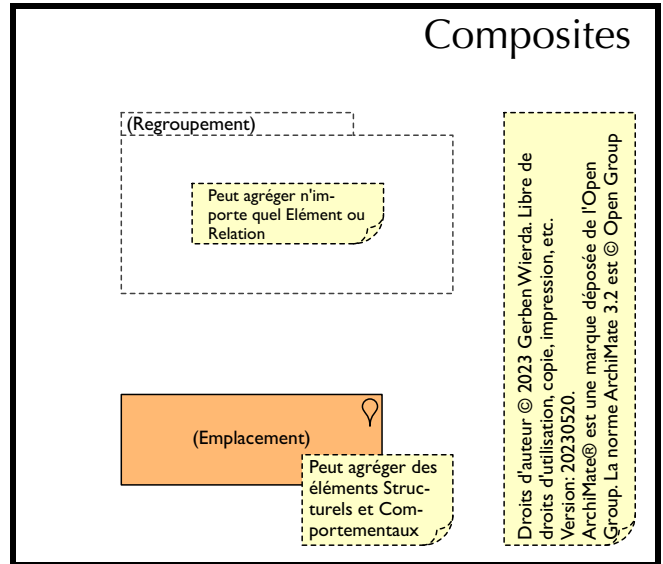 Composites
(Regroupement)
Peut agréger n'im-
porte quel Elément ou
Relation
(Emplacement)
Peut agréger des
éléments Struc-
turels et Com-
portementaux
Droits d'auteur © 2023 Gerben Wierda. Libre de
droits d'utilisation, copie, impression, etc.
Version: 20230520.
ArchiMate® est une marque déposée de l'Open
Group. La norme ArchiMate 3.2 est © Open Group